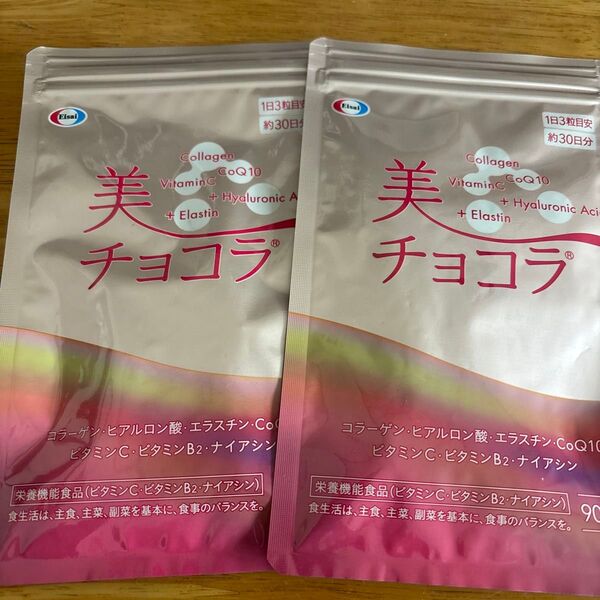 Eisai
1日3粒目安
約30日分
Collagen
CoQ10
VitaminC
+ Hyaluronic Ac
+ Elastin
美
チョコラ®
コラーゲン・ヒアルロン酸・エラスチン・Co
ビタミンC・ビタミンB2・ナイアシン
栄養機能食品(ビタミンC・ビタミンB2・ナイアシン)
食生活は、主食、主菜、副菜を基本に、食事のバランスを。
Eisai
1日3粒目安
約30日分
Collagen
CoQ10
VitaminC
+ Hyaluronic Aci
+ Elastin
美
チョコラ®
コラーゲン・ヒアルロン酸・エラスチン・CoQ10
ビタミンC・ビタミンB2・ナイアシン
栄養機能食品(ビタミンC・ビタミンB2・ナイアシン)
90
食生活は、主食、主菜、副菜を基本に、食事のバランスを。